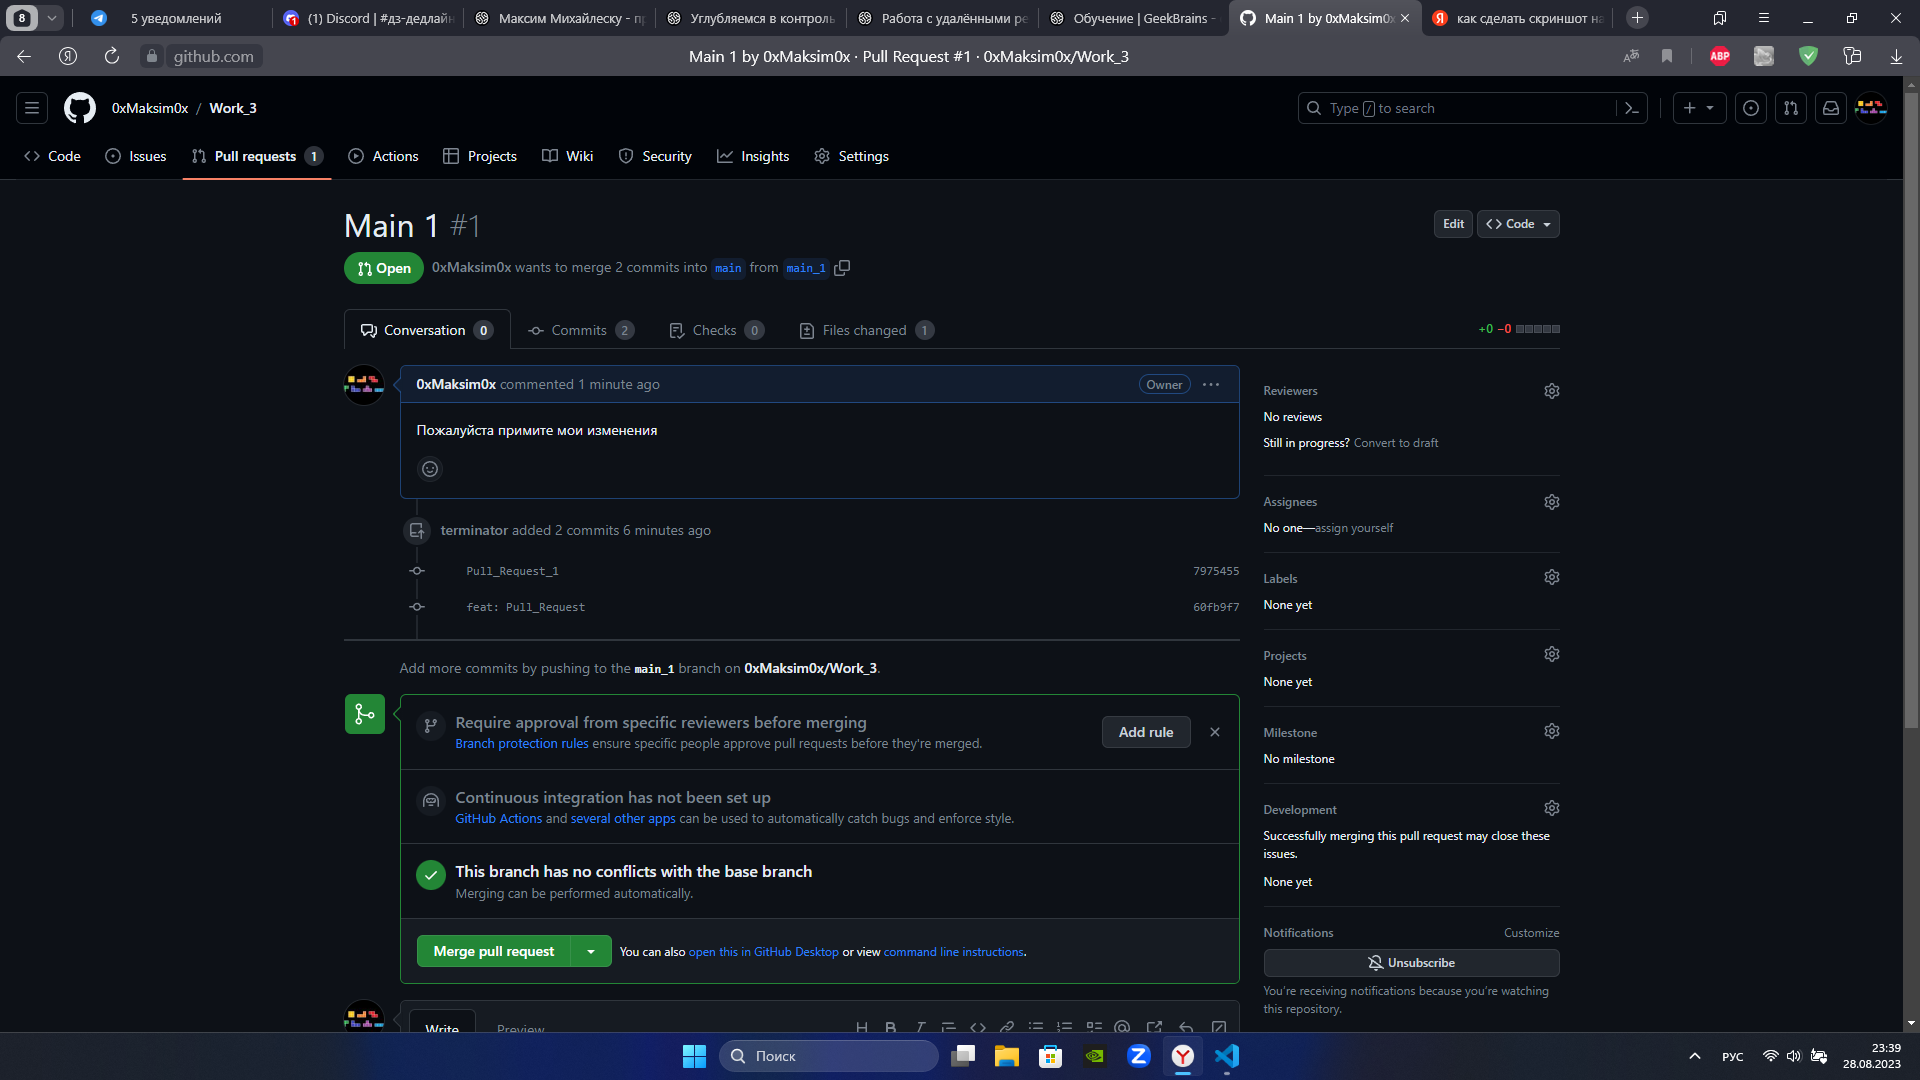 8
5 уведомлений
(1) Discord | #дз-дедлайн
Максим Михайлеску - пр
Углубляемся в контроль
Работа с удалёнными ре
Обучение | GeekBrains -
Main 1 by 0xMaksim0x
как сделать скриншот на
github.com
Main 1 by 0xMaksim0x · Pull Request #1 · 0xMaksim0x/Work_3
ABP
0xMaksim0x / Work_3
Type / to search
Code
Issues
Pull requests 1
Actions
Projects
Wiki
Security
Insights
Settings
Main 1 #1
Edit
Code
Open
0xMaksim0x wants to merge 2 commits into main from main_1
Conversation 0
Commits 2
Checks 0
Files changed 1
+0 −0
0xMaksim0x commented 1 minute ago
Owner
Пожалуйста примите мои изменения
terminator added 2 commits 6 minutes ago
Pull_Request_1
7975455
feat: Pull_Request
60fb9f7
Add more commits by pushing to the main_1 branch on 0xMaksim0x/Work_3.
Require approval from specific reviewers before merging
Branch protection rules ensure specific people approve pull requests before they're merged.
Add rule
Continuous integration has not been set up
GitHub Actions and several other apps can be used to automatically catch bugs and enforce style.
This branch has no conflicts with the base branch
Merging can be performed automatically.
Merge pull request
You can also open this in GitHub Desktop or view command line instructions.
Write
Preview
Reviewers
No reviews
Still in progress? Convert to draft
Assignees
No one—assign yourself
Labels
None yet
Projects
None yet
Milestone
No milestone
Development
Successfully merging this pull request may close these
issues.
None yet
Notifications
Customize
Unsubscribe
You're receiving notifications because you're watching
this repository.
Поиск
РУС
23:39
28.08.2023